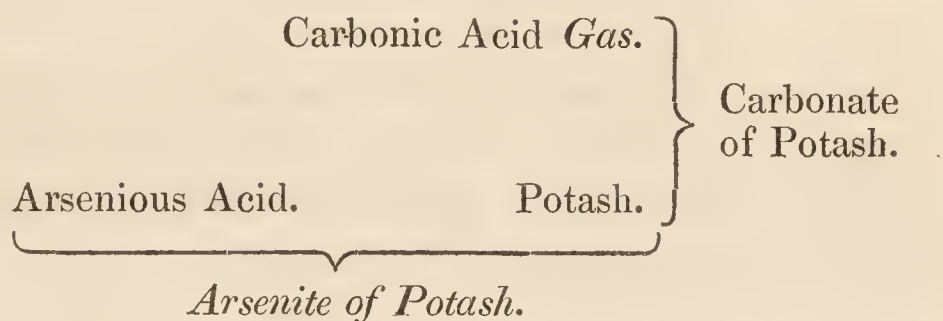 Carbonic Acid Gas.
Carbonate
of Potash.
Arsenious Acid. Potash.
Arsenite of Potash.